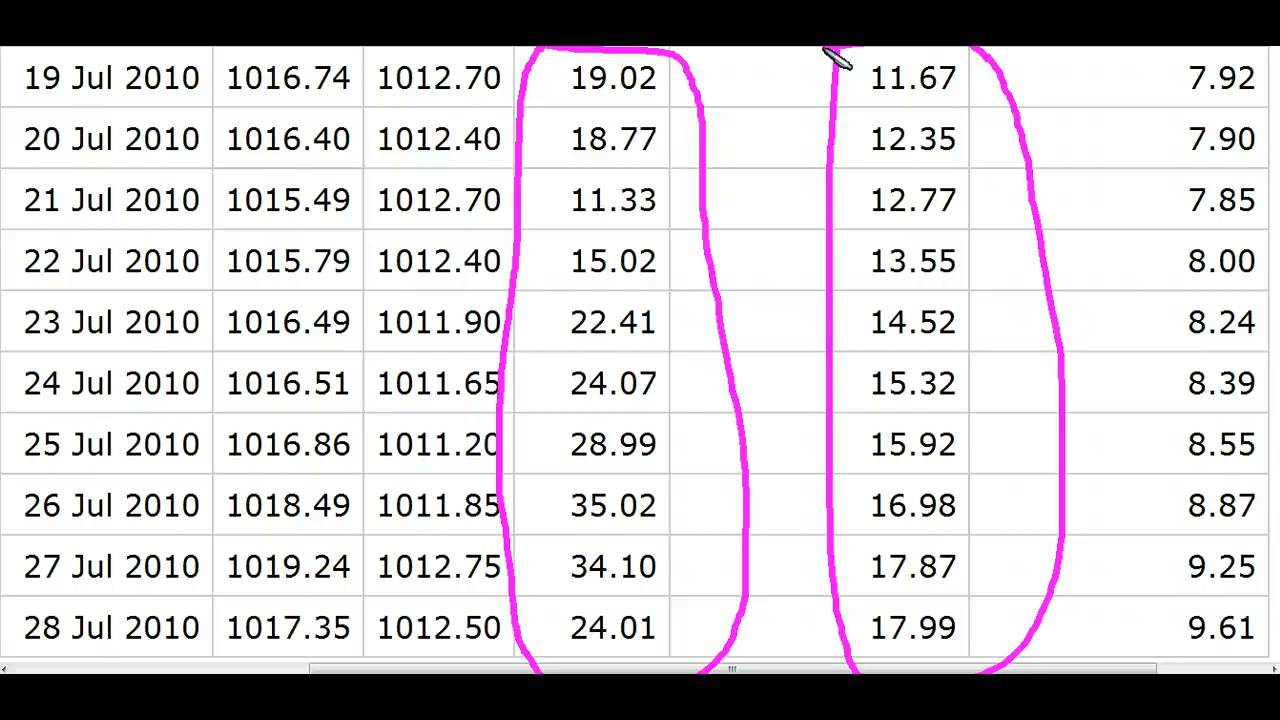 19 Jul 2010 1016.74 1012.70 19.02 11.67 7.92
20 Jul 2010 1016.40 1012.40 18.77 12.35 7.90
21 Jul 2010 1015.49 1012.70 11.33 12.77 7.85
22 Jul 2010 1015.79 1012.40 15.02 13.55 8.00
23 Jul 2010 1016.49 1011.90 22.41 14.52 8.24
24 Jul 2010 1016.51 1011.65 24.07 15.32 8.39
25 Jul 2010 1016.86 1011.20 28.99 15.92 8.55
26 Jul 2010 1018.49 1011.85 35.02 16.98 8.87
27 Jul 2010 1019.24 1012.75 34.10 17.87 9.25
28 Jul 2010 1017.35 1012.50 24.01 17.99 9.61